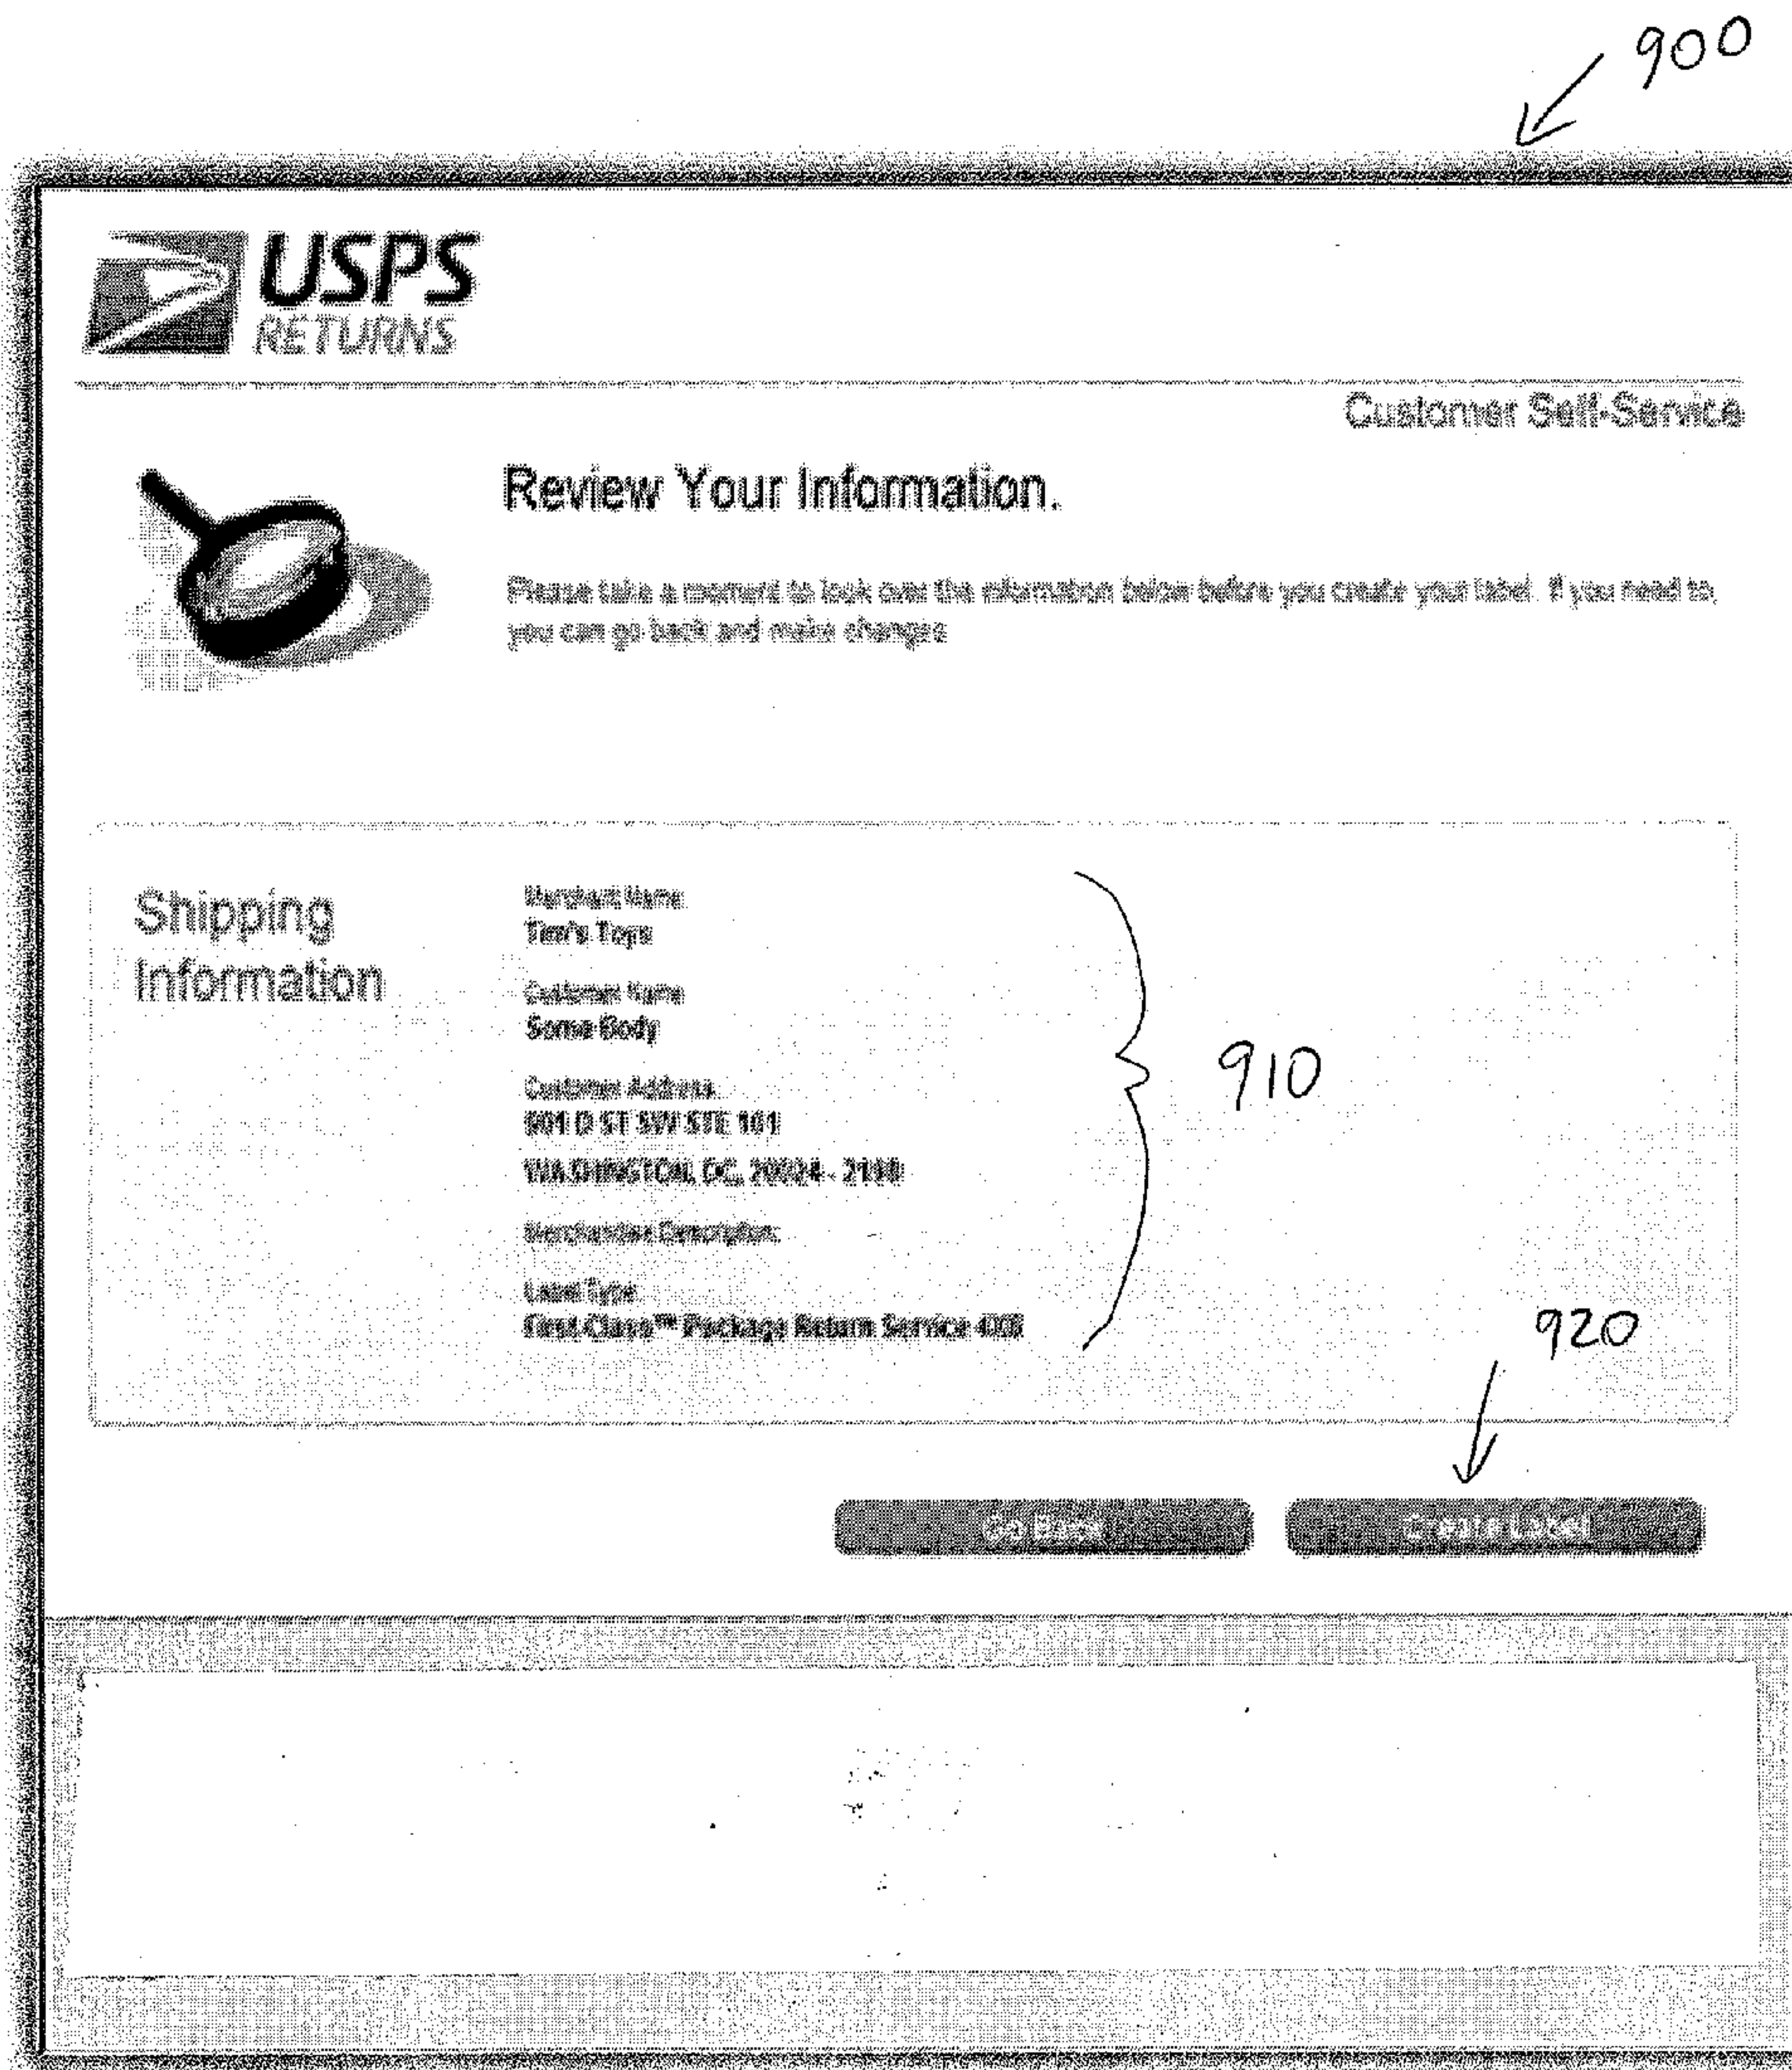 900
USPS
RETURNS
Customer Self-Service
Review Your Information.
Please take a moment to look over the information below before you create your label. If you need to,
you can go back and make changes
Shipping
Information
Merchant Name
Tim's Toys
Customer Name
Some Body
910
Customer Address
ST SW STE 101
WASHINGTON, DC, 20024 -
Merchandise Description:
Label Type
First-Class™ Package Return Service
920
Go Back
Create Label